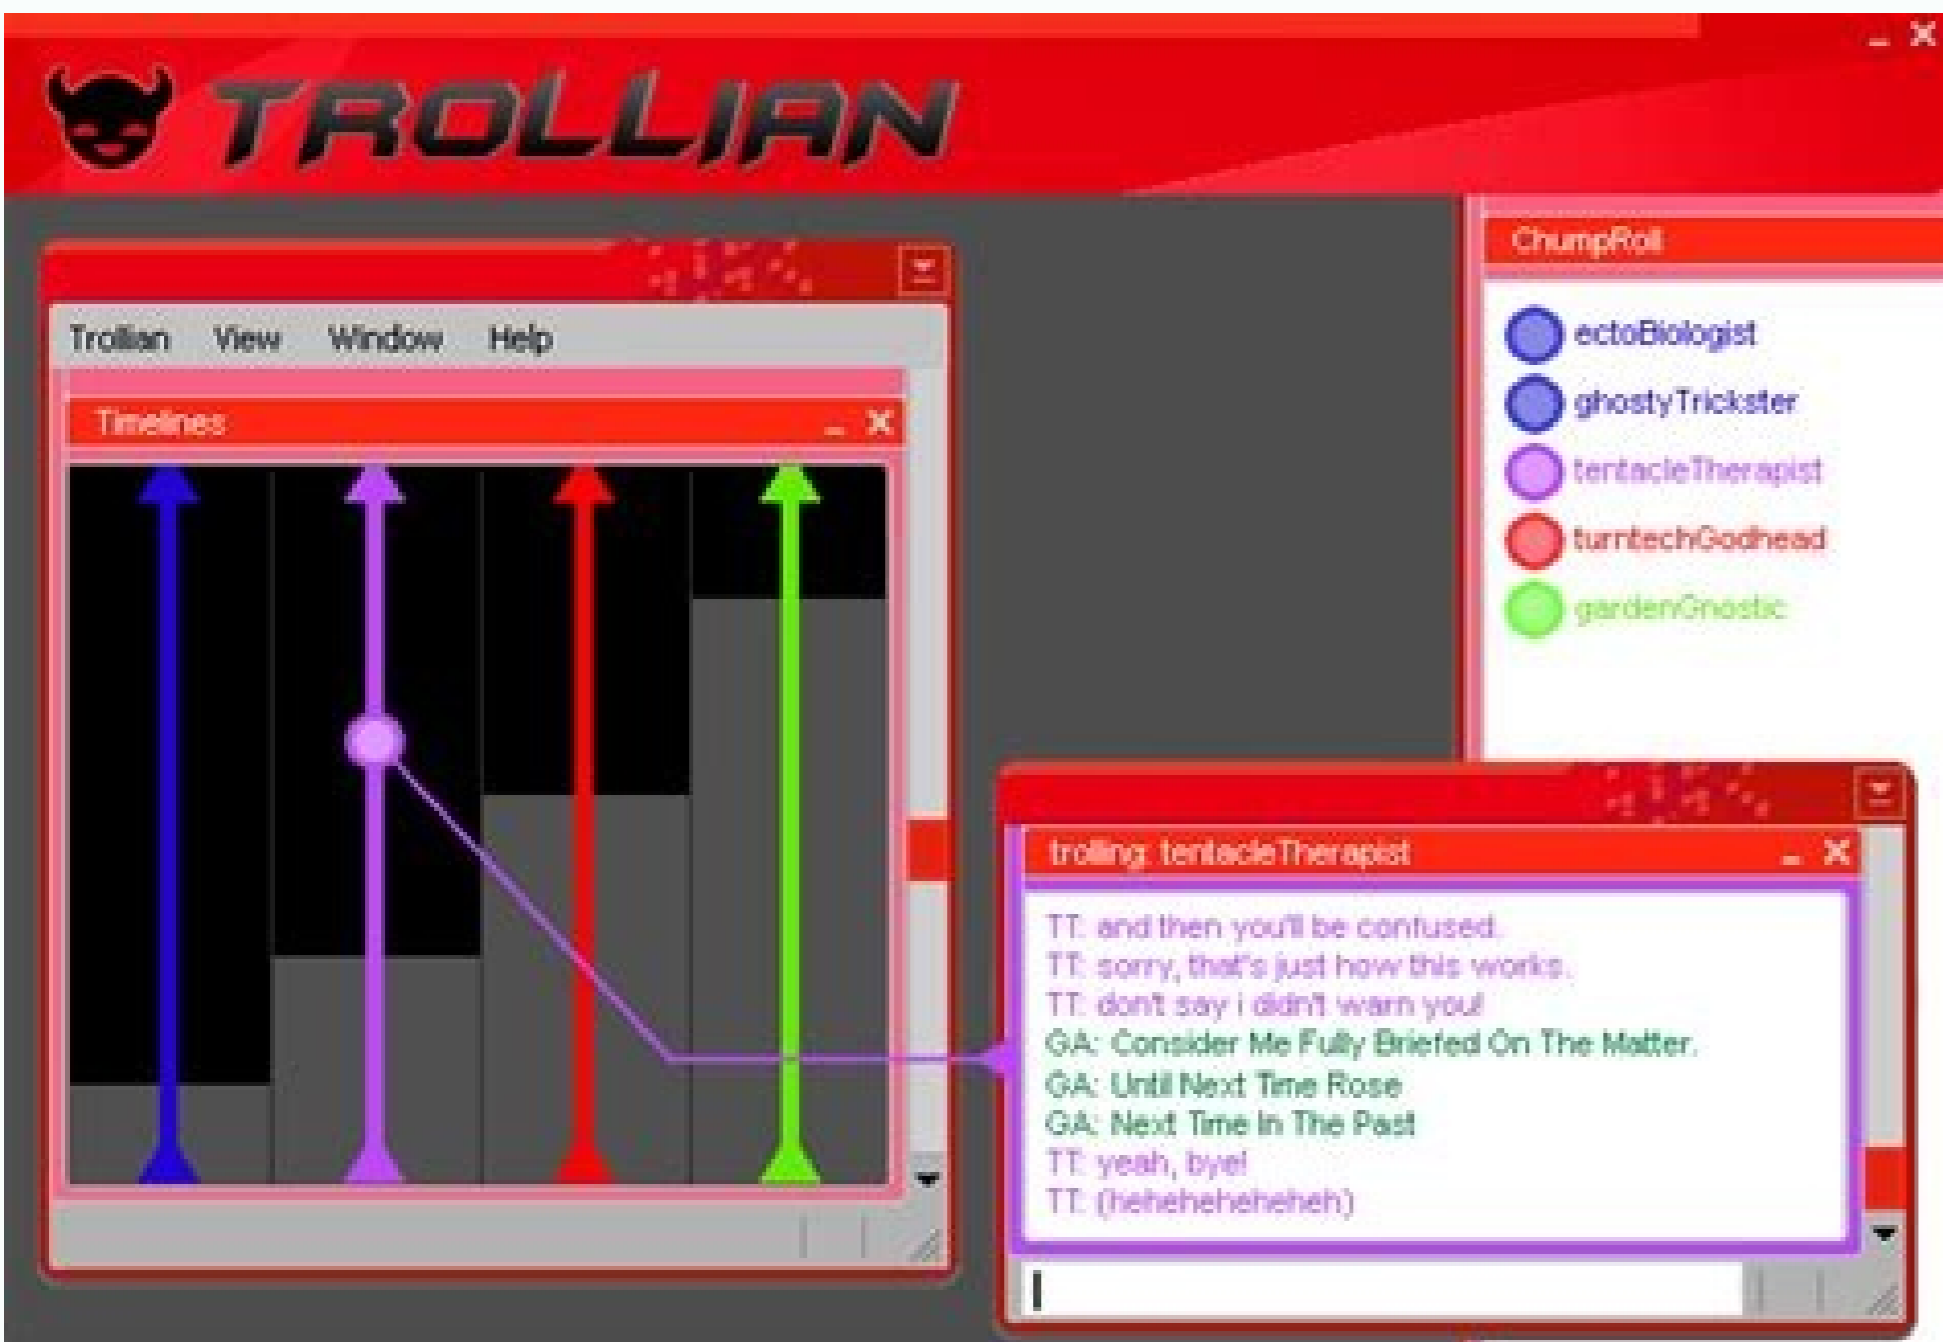 TROLLIAN
ChumpRoll
ectoBiologist
ghostyTrickster
tentacleTherapist
turntechGodhead
gardenGnostic
Trollian View Window Help
Timelines
trolling: tentacleTherapist
TT: and then you'll be confused.
TT: sorry, that's just how this works.
TT: don't say i didn't warn you!
GA: Consider Me Fully Briefed On The Matter.
GA: Until Next Time Rose
GA: Next Time In The Past
TT: yeah, bye!
TT: (heheheheheheh)